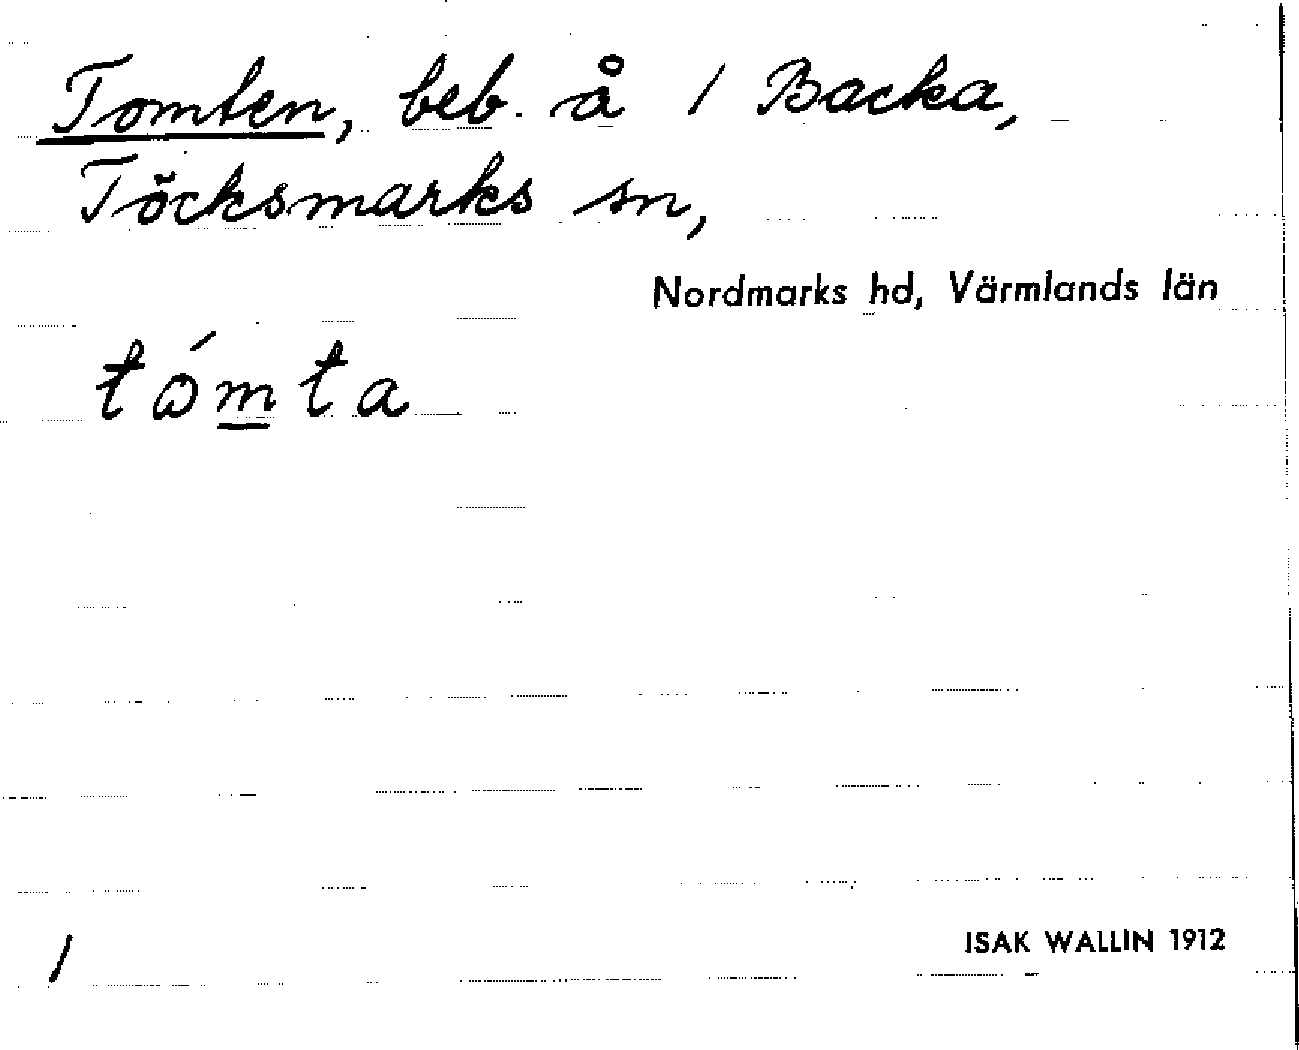 Tomten, beb. å 1 Backa,
Töcksmarks sn,
Nordmarks hd, Värmlands län
tómta
1
ISAK WALLIN 1912